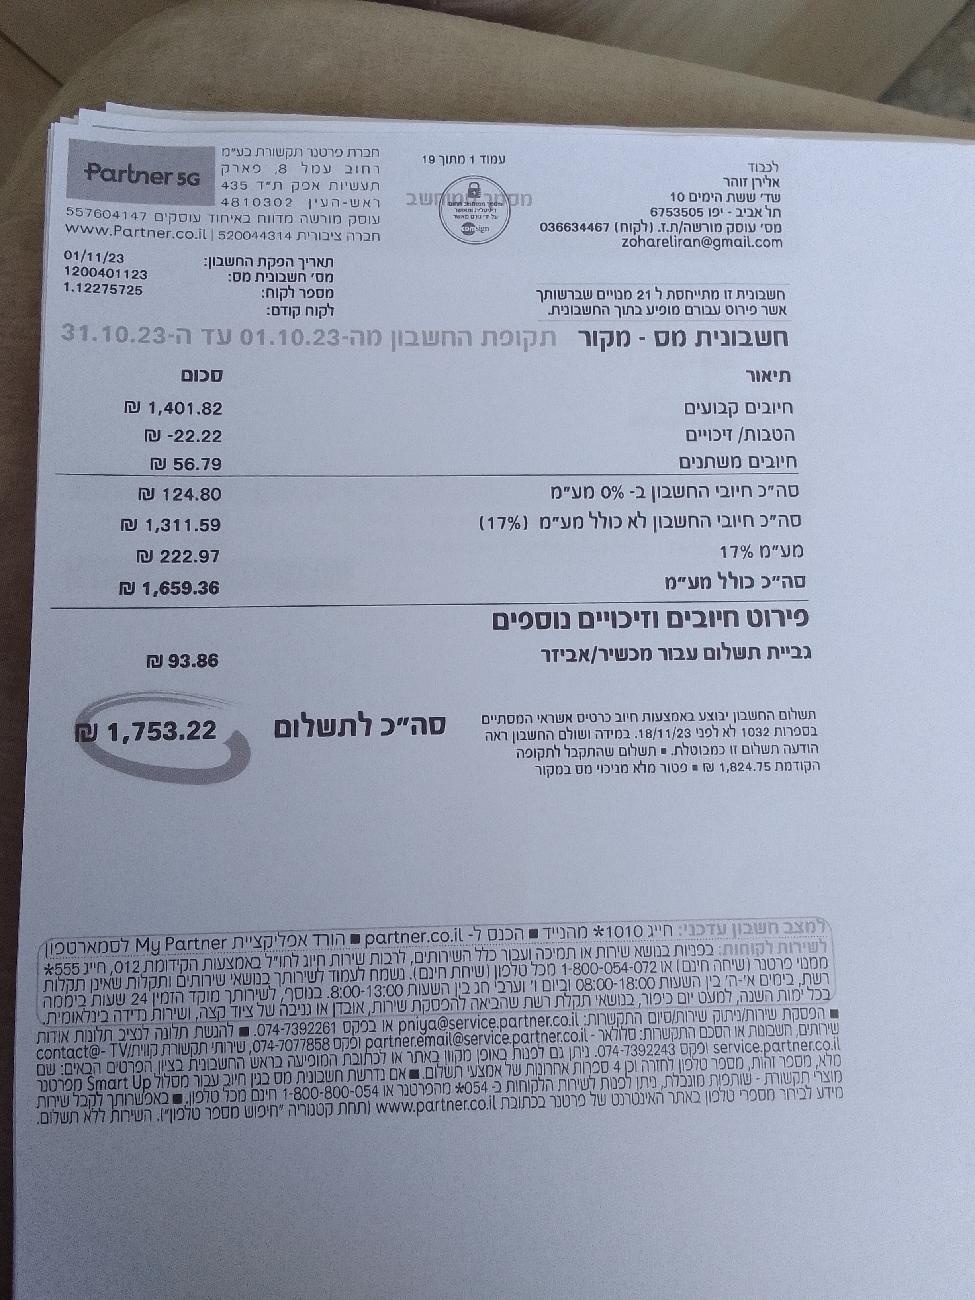 Partner 5G
חברת פרטנר תקשורת בע״מ
רחוב עמל 8, פארק
תעשיות אפק ת״ד 435
ראש-העין 4810302
עוסק מורשה מדווח באיחוד עוסקים 557604147
חברה ציבורית 520044314 | www.Partner.co.il
עמוד 1 מתוך 19
מסמך ממוחשב
comsign
לכבוד
אלירן זוהר
שד׳ ששת הימים 10
תל אביב - יפו 6753505
מס׳ עוסק מורשה/ת.ז. (לקוח) 036634467
zohareliran@gmail.com
תאריך הפקת החשבון: 01/11/23
מס׳ חשבונית מס: 1200401123
מספר לקוח: 1.12275725
לקוח קודם:
חשבונית זו מתייחסת ל 21 מנויים שברשותך
אשר פירוט עבורם מופיע בתוך החשבונית.
חשבונית מס - מקור תקופת החשבון מה-01.10.23 עד ה-31.10.23
תיאור סכום
חיובים קבועים 1,401.82 ₪
הטבות/ זיכויים -22.22 ₪
חיובים משתנים 56.79 ₪
סה״כ חיובי החשבון ב- 0% מע״מ 124.80 ₪
סה״כ חיובי החשבון לא כולל מע״מ (17%) 1,311.59 ₪
מע״מ 17% 222.97 ₪
סה״כ כולל מע״מ 1,659.36 ₪
פירוט חיובים וזיכויים נוספים
גביית תשלום עבור מכשיר/אביזר 93.86 ₪
סה״כ לתשלום 1,753.22 ₪
תשלום החשבון יבוצע באמצעות חיוב כרטיס אשראי המסתיים
בספרות 1032 לא לפני 18/11/23. במידה ושולם החשבון ראה
הודעת תשלום זו כמבוטלת. ■ תשלום שהתקבל לתקופה
הקודמת 1,824.75 ₪ ■ פטור מלא מניכוי מס במקור
למצב חשבון עדכני: חייג 1010* מהנייד ■ הכנס ל- partner.co.il ■ הורד אפליקציית My Partner לסמארטפון
לשירות לקוחות: בפניות בנושא שירות או תמיכה ועבור כלל השירותים, לרבות שירות חיוג לחו״ל באמצעות הקידומת 012, חייג 555*
ממנוי פרטנר (שיחה חינם) או 1-800-054-072 מכל טלפון (שיחת חינם). נשמח לעמוד לשירותך בנושאי שירותים ותקלות שאינן תקלות
רשת, בימים א׳-ה׳ בין השעות 08:00-18:00 וביום ו׳ וערבי חג בין השעות 8:00-13:00. בנוסף, לשירותך מוקד הזמין 24 שעות ביממה
בכל ימות השנה, למעט יום כיפור, בנושאי תקלת רשת שהביאה להפסקת שירות, אובדן או גניבה של ציוד קצה, ושירות נדידה בינלאומית.
■ הפסקת שירות/ניתוק שירות/סיום התקשרות: pniya@service.partner.co.il או בפקס 074-7392261. ■ להגשת תלונה לנציב תלונות אודות
שירותים, חשבונות או הסכם התקשרות: סלולאר - partner.email@service.partner.co.il ופקס 074-7077858, שירותי תקשורת קווית/TV -contact@
service.partner.co.il ופקס 074-7392243. ניתן גם לפנות באופן מקוון באתר או לכתובת המופיעה בראש החשבונית בציון הפרטים הבאים: שם
מלא, מספר זהות, מספר טלפון לחזרה וכן 4 ספרות אחרונות של אמצעי תשלום. ■ אם נדרשת חשבונית מס בגין חיוב עבור מסלול Smart Up מפרטנר
מוצרי תקשורת - שותפות מוגבלת, ניתן לפנות לשירות הלקוחות ב- 054* מהפרטנר או 1-800-800-054 חינם מכל טלפון. ■ באפשרותך לקבל שירות
מידע לבירור מספרי טלפון באתר האינטרנט של פרטנר בכתובת www.partner.co.il (תחת קטגוריה ״חיפוש מספר טלפון״). השירות ללא תשלום.